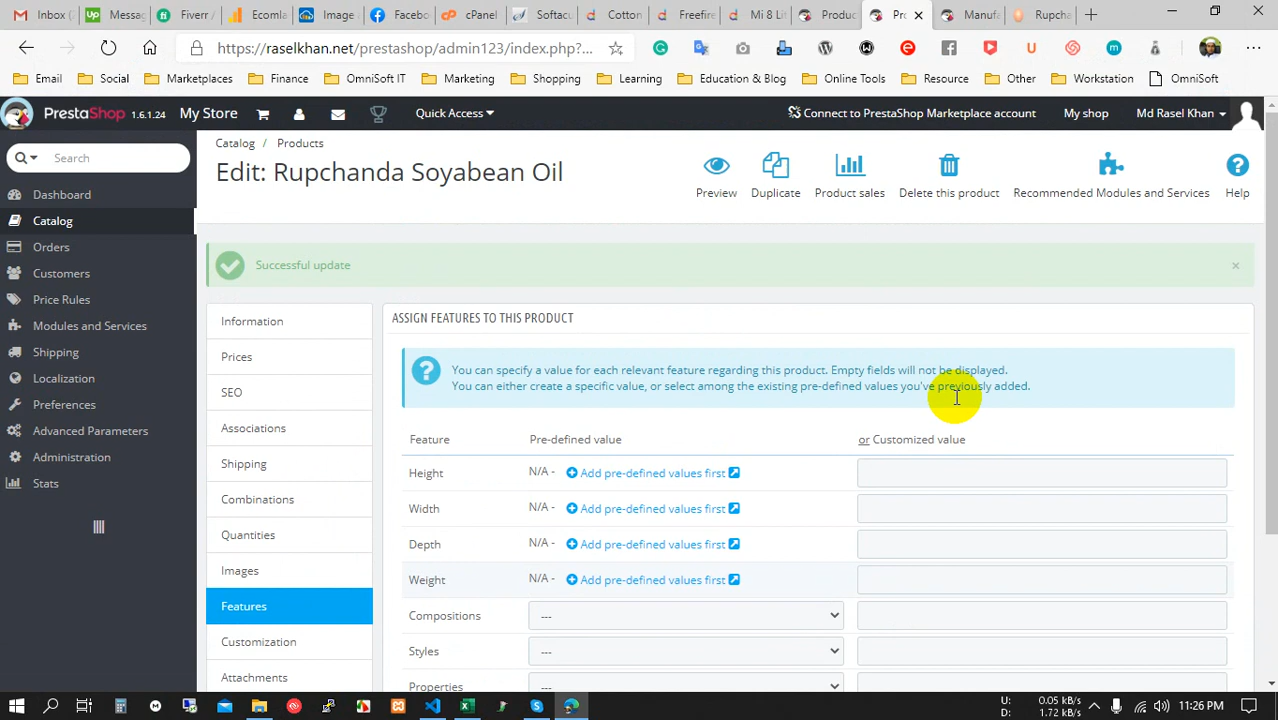 Inbox (
Messag
Fiverr /
Ecomla
Image
Facebo
cPanel
Softacu
Cotton
Freefire
Mi 8 Li
Produc
Pro
Manufa
Rupcha
https://raselkhan.net/prestashop/admin123/index.php?...
Email
Social
Marketplaces
Finance
OmniSoft IT
Marketing
Shopping
Learning
Education & Blog
Online Tools
Resource
Other
Workstation
OmniSoft
PrestaShop 1.6.1.24 My Store Quick Access Connect to PrestaShop Marketplace account My shop Md Rasel Khan
Search
Dashboard
Catalog
Orders
Customers
Price Rules
Modules and Services
Shipping
Localization
Preferences
Advanced Parameters
Administration
Stats
Catalog / Products
Edit: Rupchanda Soyabean Oil
Preview
Duplicate
Product sales
Delete this product
Recommended Modules and Services
Help
Successful update
Information
Prices
SEO
Associations
Shipping
Combinations
Quantities
Images
Features
Customization
Attachments
ASSIGN FEATURES TO THIS PRODUCT
You can specify a value for each relevant feature regarding this product. Empty fields will not be displayed.
You can either create a specific value, or select among the existing pre-defined values you've previously added.
Feature Pre-defined value or Customized value
Height N/A - Add pre-defined values first
Width N/A - Add pre-defined values first
Depth N/A - Add pre-defined values first
Weight N/A - Add pre-defined values first
Compositions ---
Styles ---
Properties ---
U: 0.05 kB/s
D: 1.72 kB/s
11:26 PM